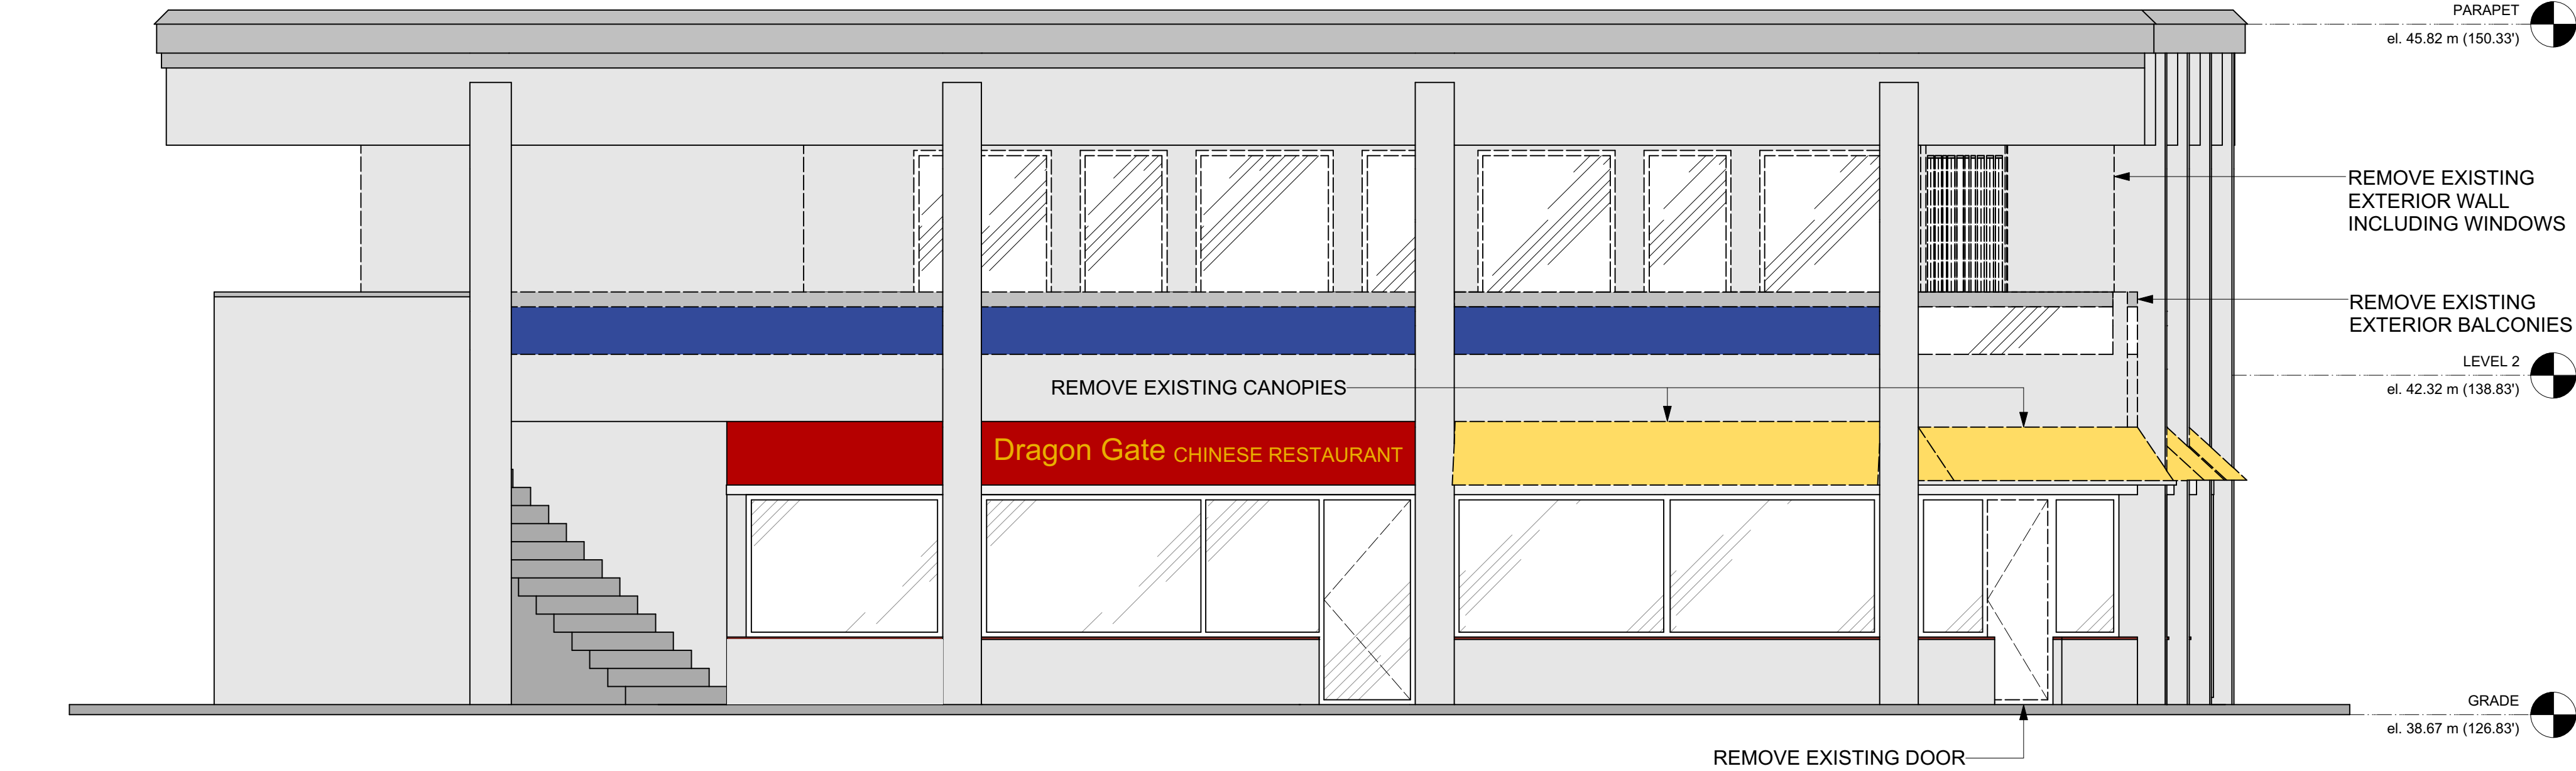 PARAPET
el. 45.82 m (150.33')
REMOVE EXISTING
EXTERIOR WALL
INCLUDING WINDOWS
REMOVE EXISTING
EXTERIOR BALCONIES
LEVEL 2
el. 42.32 m (138.83')
REMOVE EXISTING CANOPIES
Dragon Gate CHINESE RESTAURANT
GRADE
el. 38.67 m (126.83')
REMOVE EXISTING DOOR